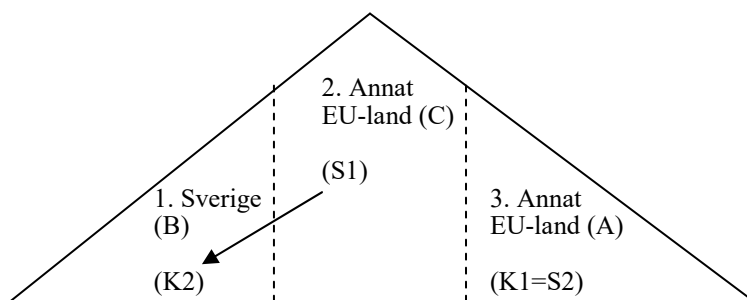 2. Annat
EU-land (C)
(S1)
1. Sverige
(B)
3. Annat
EU-land (A)
(K2)
(K1=S2)